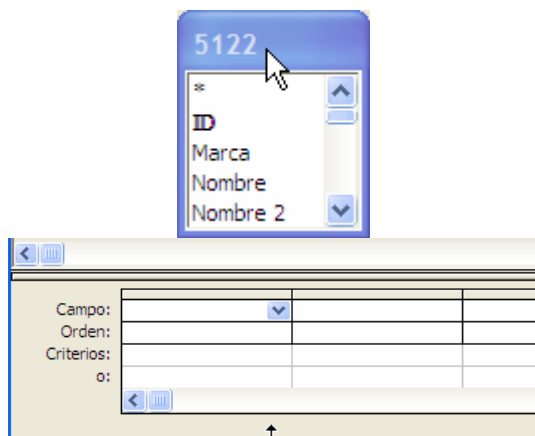 5122
*
ID
Marca
Nombre
Nombre 2
Campo:
Orden:
Criterios:
o: